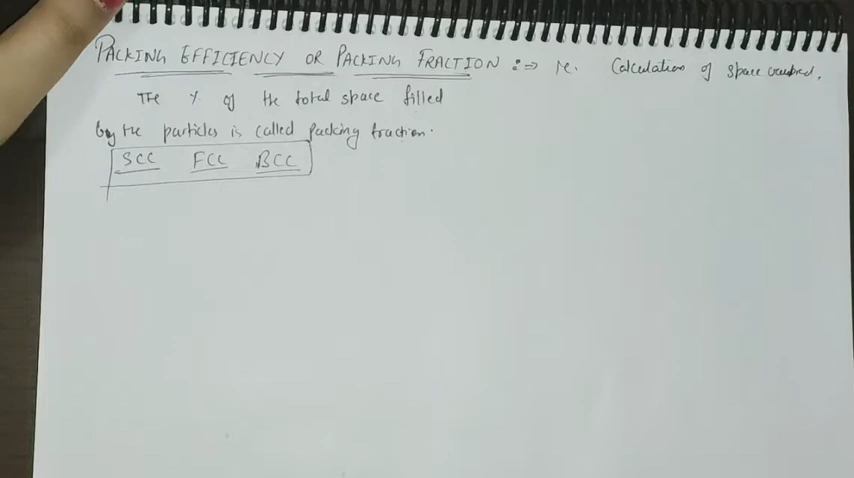 PACKING EFFICIENCY OR PACKING FRACTION :⇒ ie. Calculation of space occupied.
The % of the total space filled
by the particles is called packing fraction.
SCC FCC BCC